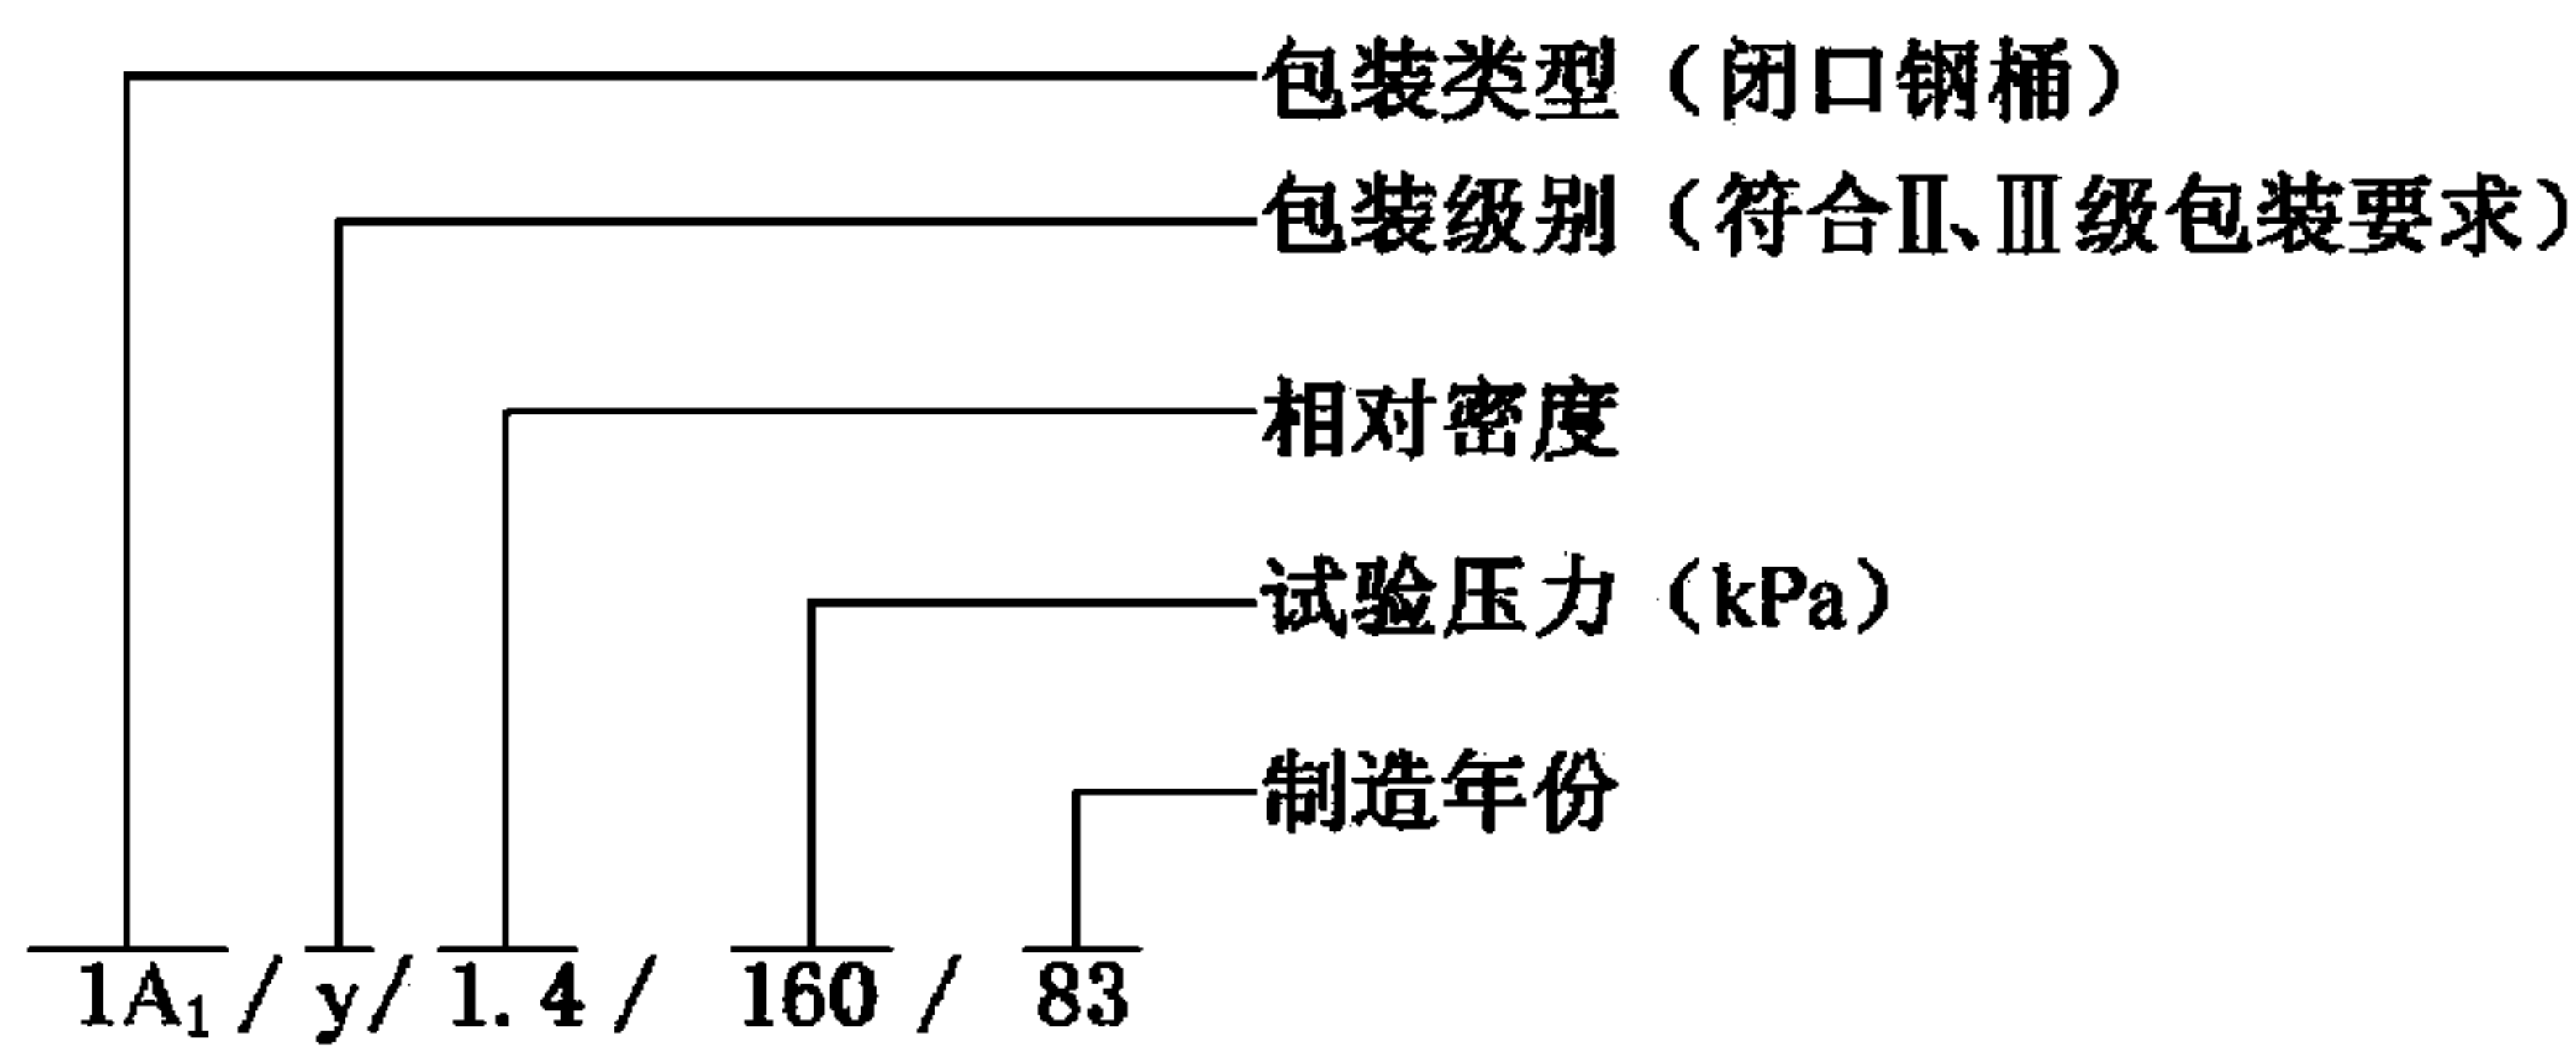 包装类型（闭口钢桶）
包装级别（符合Ⅱ、Ⅲ级包装要求）
相对密度
试验压力（kPa）
制造年份
1A₁/y/1.4/160/83